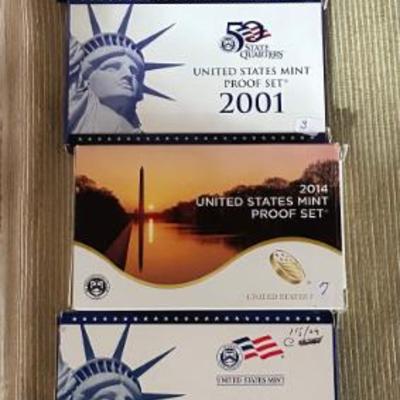 50
STATE
QUARTERS®
UNITED STATES MINT
PROOF SET®
2001
3
2014
UNITED STATES MINT
PROOF SET®
UNITED STATES
7
UNITED STATES MINT